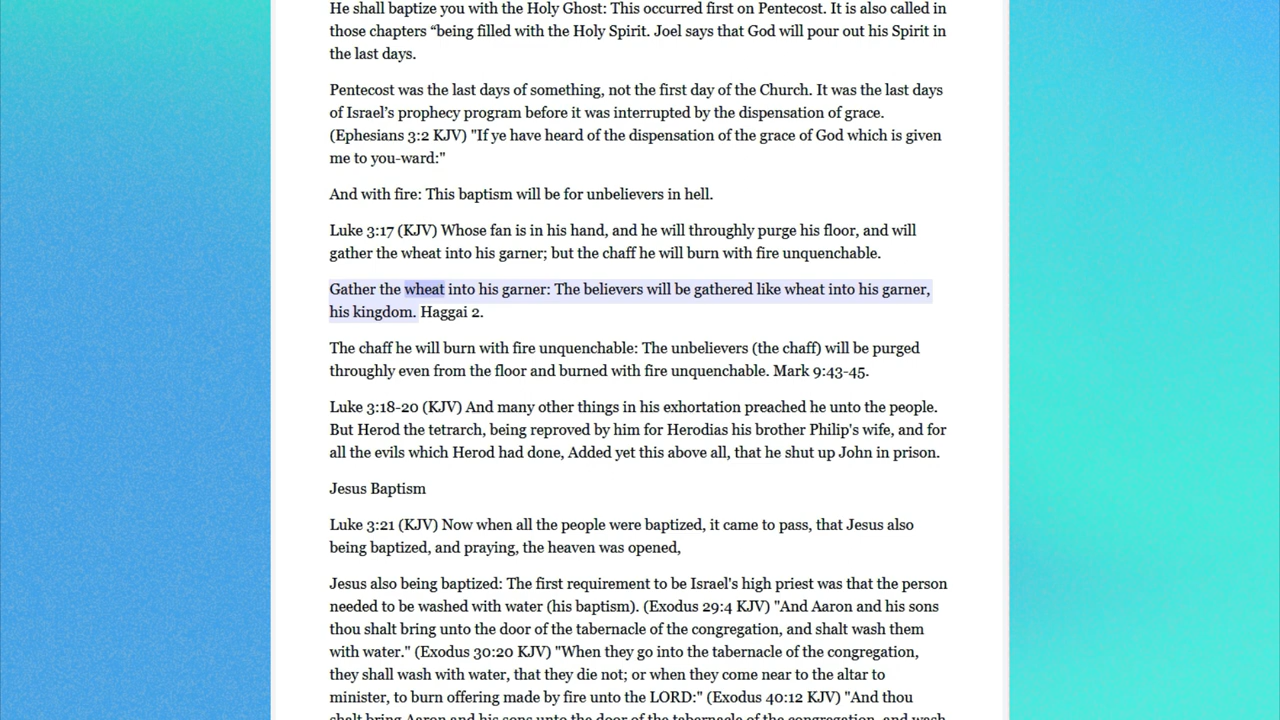 He shall baptize you with the Holy Ghost: This occurred first on Pentecost. It is also called in
those chapters “being filled with the Holy Spirit. Joel says that God will pour out his Spirit in
the last days.
Pentecost was the last days of something, not the first day of the Church. It was the last days
of Israel’s prophecy program before it was interrupted by the dispensation of grace.
(Ephesians 3:2 KJV) "If ye have heard of the dispensation of the grace of God which is given
me to you-ward:"
And with fire: This baptism will be for unbelievers in hell.
Luke 3:17 (KJV) Whose fan is in his hand, and he will throughly purge his floor, and will
gather the wheat into his garner; but the chaff he will burn with fire unquenchable.
Gather the wheat into his garner: The believers will be gathered like wheat into his garner,
his kingdom. Haggai 2.
The chaff he will burn with fire unquenchable: The unbelievers (the chaff) will be purged
throughly even from the floor and burned with fire unquenchable. Mark 9:43-45.
Luke 3:18-20 (KJV) And many other things in his exhortation preached he unto the people.
But Herod the tetrarch, being reproved by him for Herodias his brother Philip's wife, and for
all the evils which Herod had done, Added yet this above all, that he shut up John in prison.
Jesus Baptism
Luke 3:21 (KJV) Now when all the people were baptized, it came to pass, that Jesus also
being baptized, and praying, the heaven was opened,
Jesus also being baptized: The first requirement to be Israel's high priest was that the person
needed to be washed with water (his baptism). (Exodus 29:4 KJV) "And Aaron and his sons
thou shalt bring unto the door of the tabernacle of the congregation, and shalt wash them
with water." (Exodus 30:20 KJV) "When they go into the tabernacle of the congregation,
they shall wash with water, that they die not; or when they come near to the altar to
minister, to burn offering made by fire unto the LORD:" (Exodus 40:12 KJV) "And thou
shalt bring Aaron and his sons unto the door of the tabernacle of the congregation, and wash